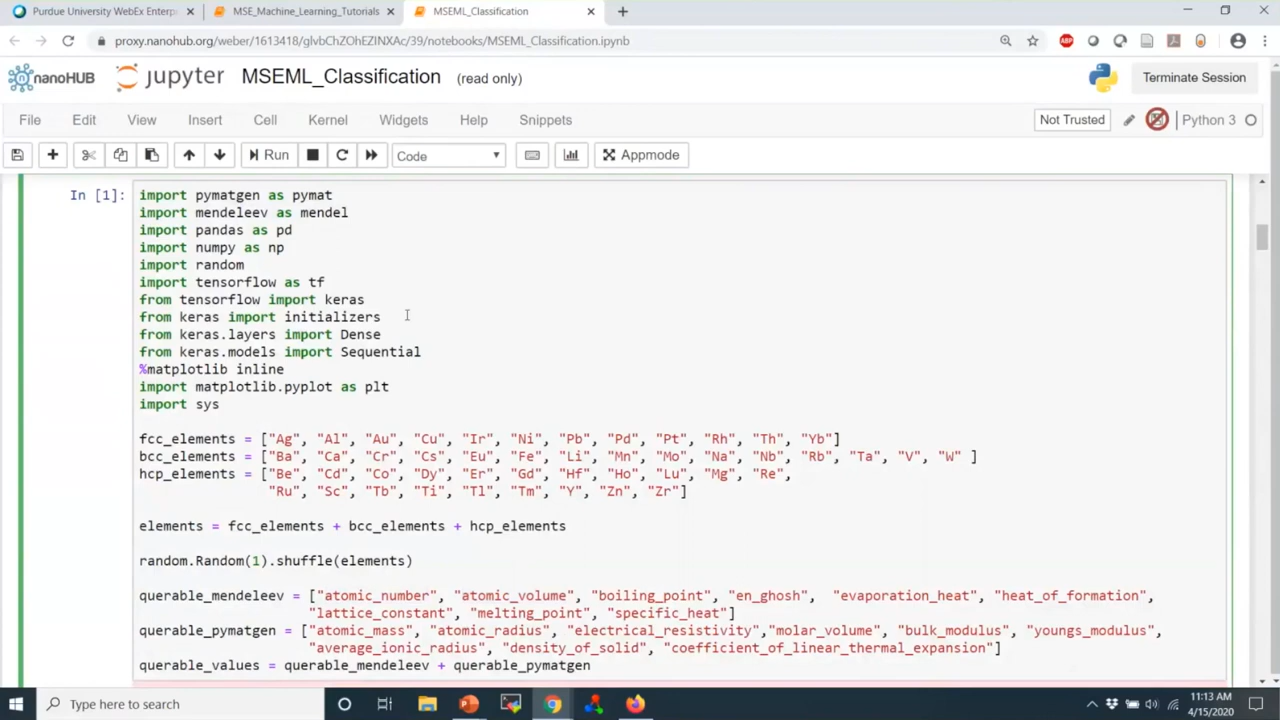 Purdue University WebEx Enterp
MSE_Machine_Learning_Tutorials
MSEML_Classification
proxy.nanohub.org/weber/1613418/glvbChZOhEZINXAc/39/notebooks/MSEML_Classification.ipynb
ABP
nanoHUB
jupyter
MSEML_Classification
(read only)
Terminate Session
File Edit View Insert Cell Kernel Widgets Help Snippets
Not Trusted
Python 3
Run
Code
Appmode
In [1]:
import pymatgen as pymat
import mendeleev as mendel
import pandas as pd
import numpy as np
import random
import tensorflow as tf
from tensorflow import keras
from keras import initializers
from keras.layers import Dense
from keras.models import Sequential
%matplotlib inline
import matplotlib.pyplot as plt
import sys
fcc_elements = ["Ag", "Al", "Au", "Cu", "Ir", "Ni", "Pb", "Pd", "Pt", "Rh", "Th", "Yb"]
bcc_elements = ["Ba", "Ca", "Cr", "Cs", "Eu", "Fe", "Li", "Mn", "Mo", "Na", "Nb", "Rb", "Ta", "V", "W" ]
hcp_elements = ["Be", "Cd", "Co", "Dy", "Er", "Gd", "Hf", "Ho", "Lu", "Mg", "Re",
"Ru", "Sc", "Tb", "Ti", "Tl", "Tm", "Y", "Zn", "Zr"]
elements = fcc_elements + bcc_elements + hcp_elements
random.Random(1).shuffle(elements)
querable_mendeleev = ["atomic_number", "atomic_volume", "boiling_point", "en_ghosh",  "evaporation_heat", "heat_of_formation",
"lattice_constant", "melting_point", "specific_heat"]
querable_pymatgen = ["atomic_mass", "atomic_radius", "electrical_resistivity","molar_volume", "bulk_modulus", "youngs_modulus",
"average_ionic_radius", "density_of_solid", "coefficient_of_linear_thermal_expansion"]
querable_values = querable_mendeleev + querable_pymatgen
Type here to search
11:13 AM
4/15/2020